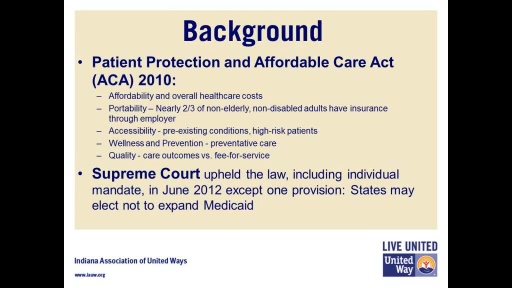 Background
• Patient Protection and Affordable Care Act
(ACA) 2010:
– Affordability and overall healthcare costs
– Portability – Nearly 2/3 of non-elderly, non-disabled adults have insurance
through employer
– Accessibility - pre-existing conditions, high-risk patients
– Wellness and Prevention - preventative care
– Quality - care outcomes vs. fee-for-service
• Supreme Court upheld the law, including individual
mandate, in June 2012 except one provision: States may
elect not to expand Medicaid
LIVE UNITED
Indiana Association of United Ways
United
Way
www.iauw.org